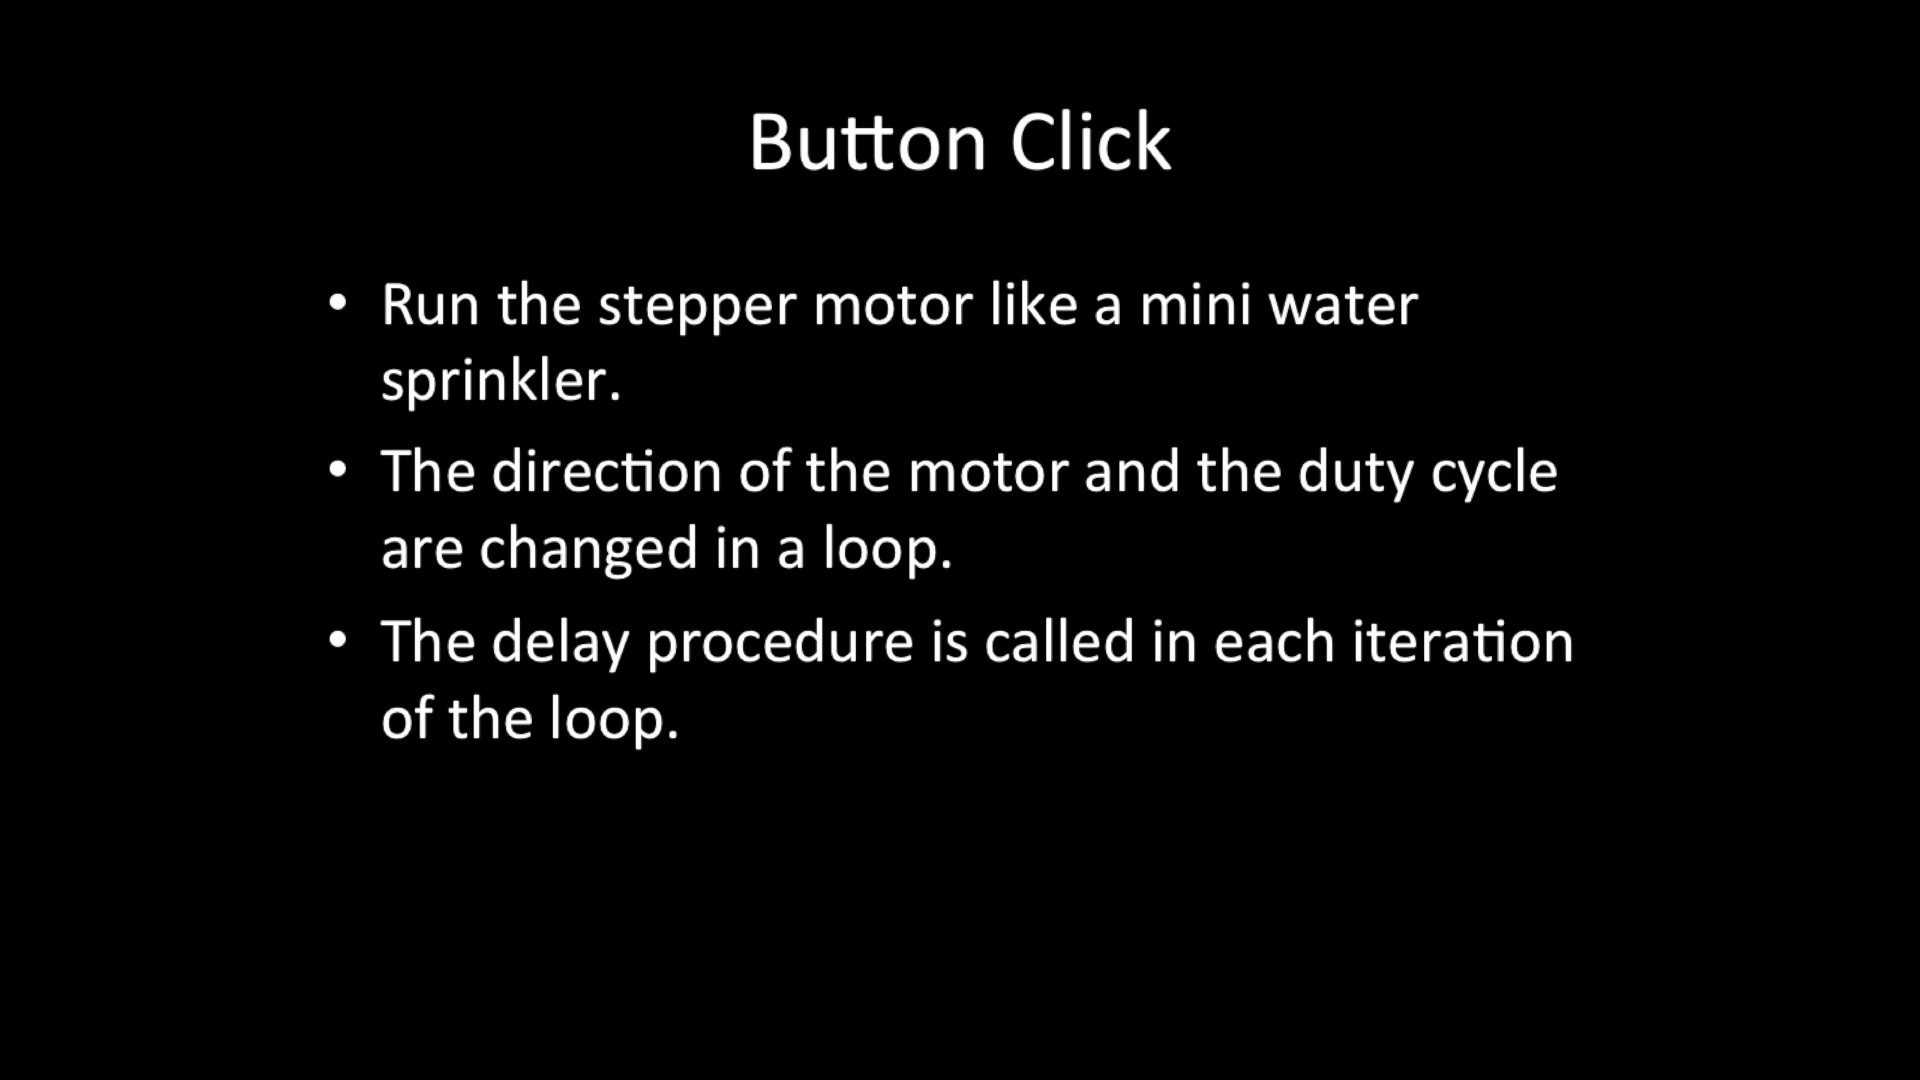 Button Click
• Run the stepper motor like a mini water
sprinkler.
• The direction of the motor and the duty cycle
are changed in a loop.
• The delay procedure is called in each iteration
of the loop.